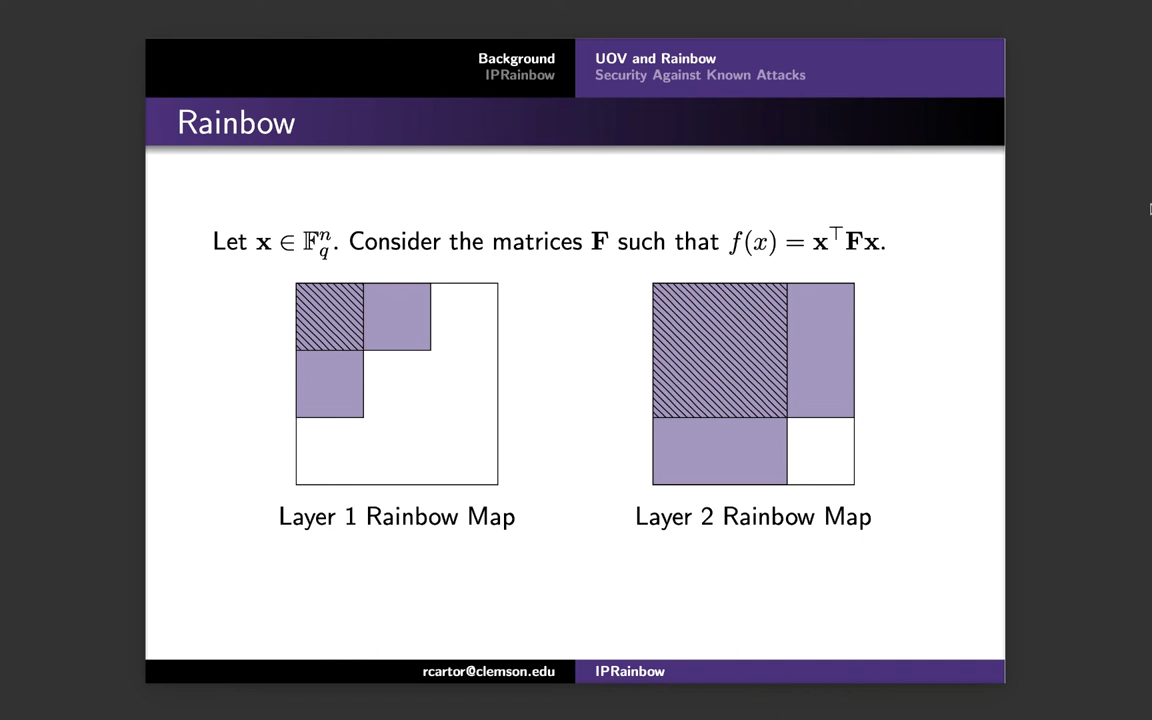 Background
IPRainbow
UOV and Rainbow
Security Against Known Attacks
Rainbow
Let x ∈ 𝔽ₙq. Consider the matrices F such that f(x) = x⊤Fx.
Layer 1 Rainbow Map
Layer 2 Rainbow Map
rcartor@clemson.edu
IPRainbow